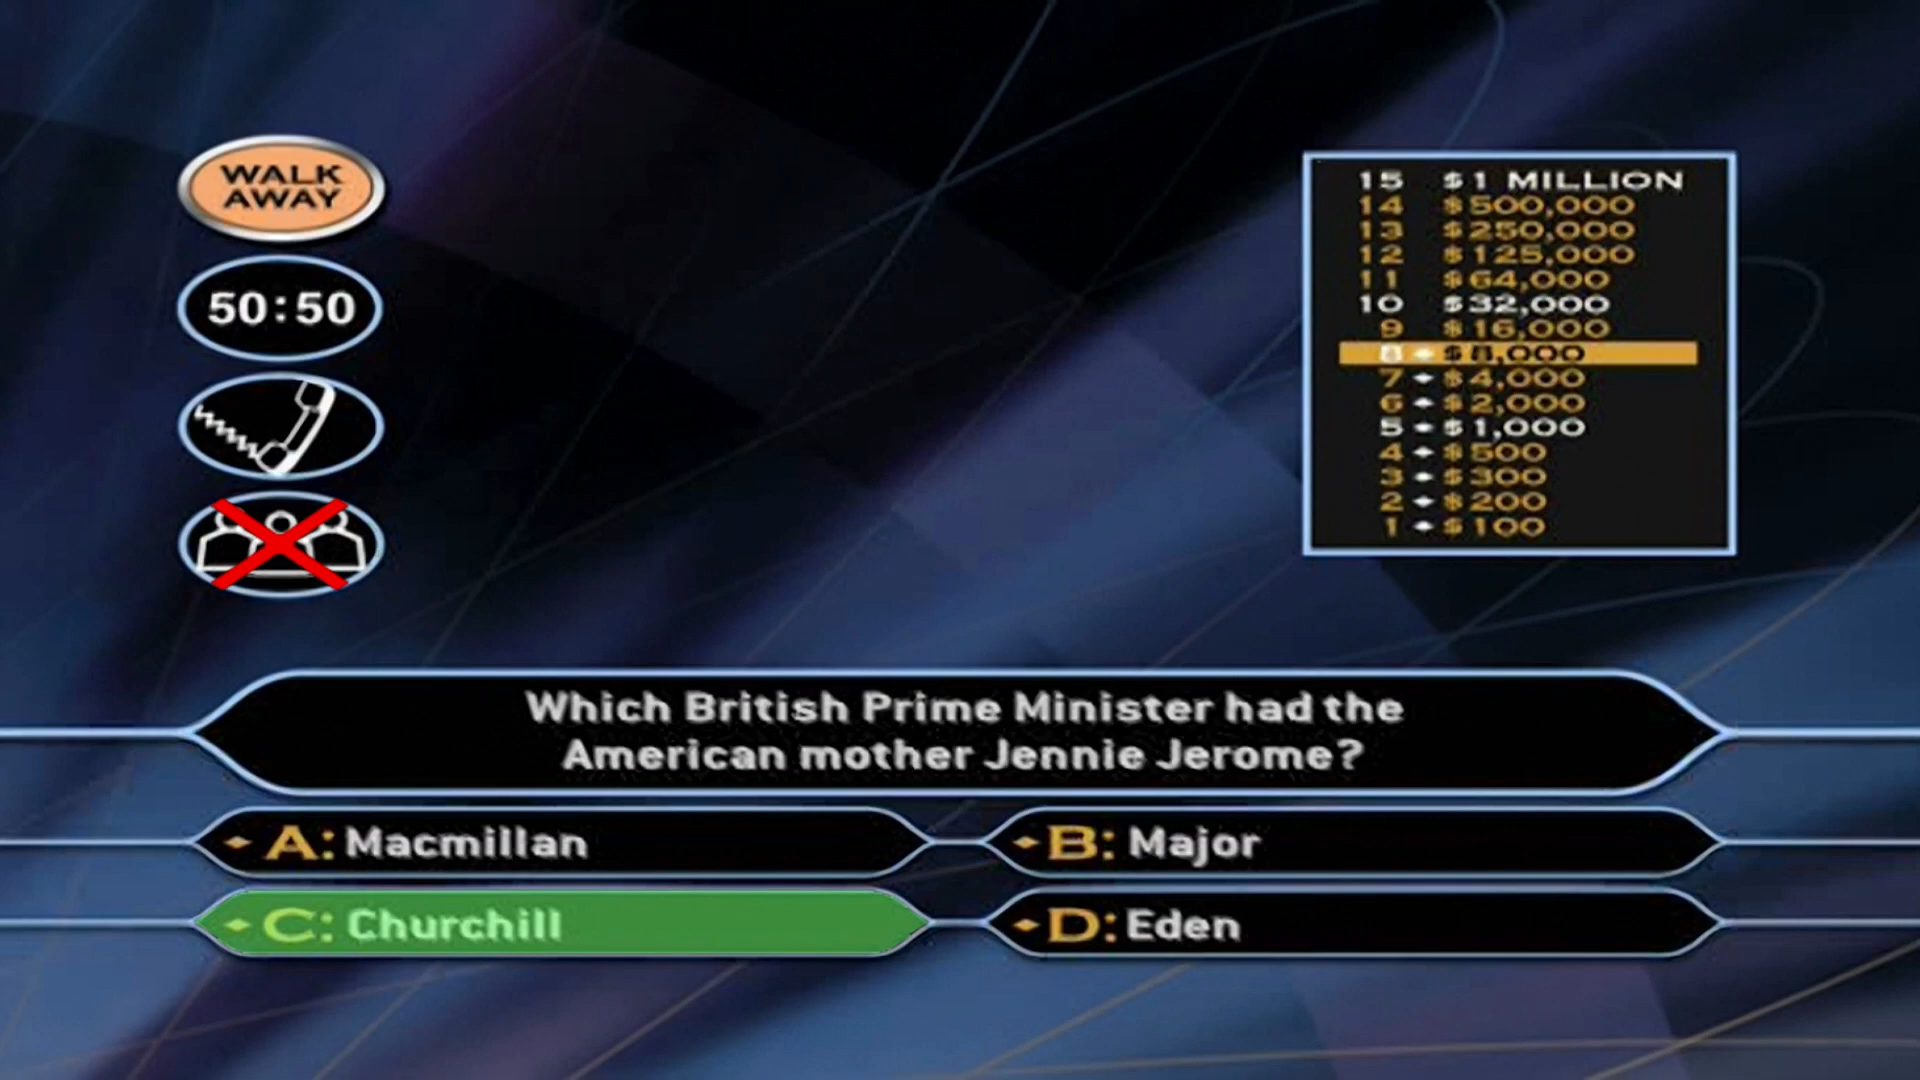 WALK
AWAY
50:50
15 $1 MILLION
14 $500,000
13 $250,000
12 $125,000
11 $64,000
10 $32,000
9 $16,000
8 $8,000
7 $4,000
6 $2,000
5 $1,000
4 $500
3 $300
2 $200
1 $100
Which British Prime Minister had the
American mother Jennie Jerome?
A: Macmillan
B: Major
C: Churchill
D: Eden